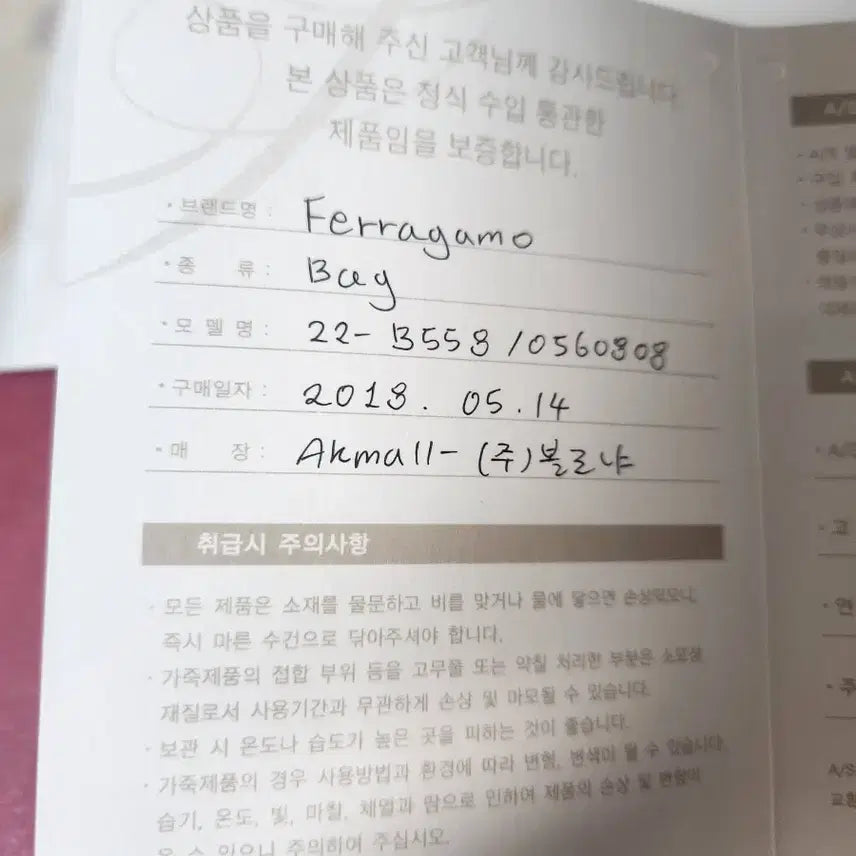 상품을 구매해 주신 고객님께 감사드립니다
본 상품은 정식 수입 통관한
제품임을 보증합니다.
· 브랜드명 : Ferragamo
· 종 류 : Bag
· 모델명 : 22- B558 /0560808
· 구매일자 : 2018. 05.14
· 매 장 : Akmall- (주)볼로냐
취급시 주의사항
· 모든 제품은 소재를 물문하고 비를 맞거나 물에 닿으면 손상되오니,
즉시 마른 수건으로 닦아주셔야 합니다.
· 가죽제품의 접합 부위 등을 고무풀 또는 약칠 처리한 부분은 소모성
재질로서 사용기간과 무관하게 손상 및 마모될 수 있습니다.
· 보관 시 온도나 습도가 높은 곳을 피하는 것이 좋습니다.
· 가죽제품의 경우 사용방법과 환경에 따라 변형, 변색이 될 수 있습니다.
습기, 온도, 빛, 마찰, 체열과 땀으로 인하여 제품의 손상 및 변형이
수 있으니 주의하여 주십시오.
A/S